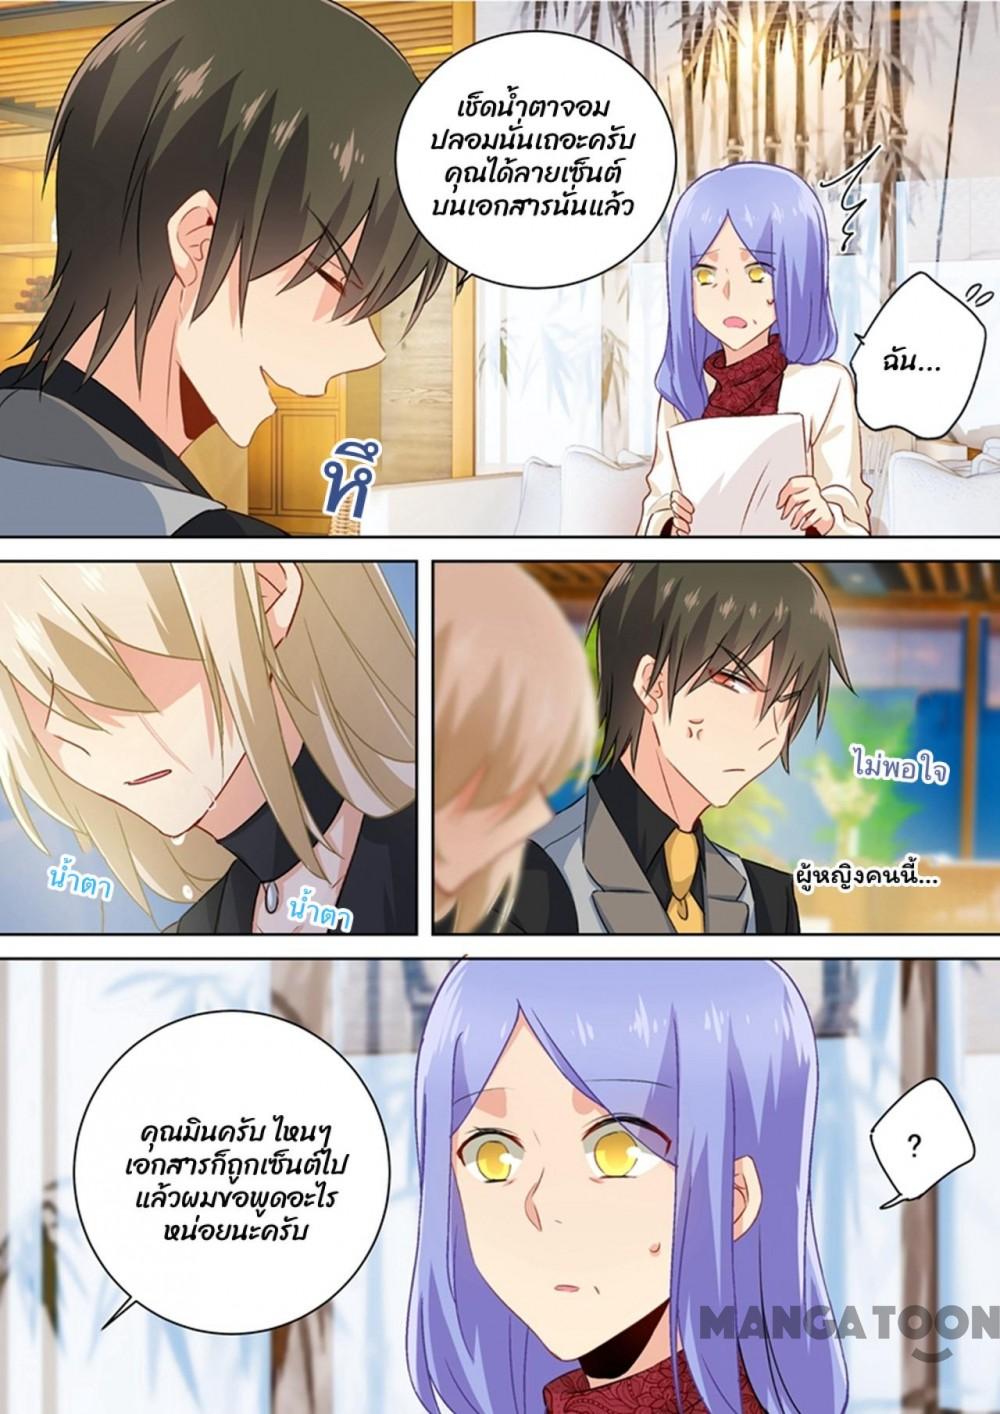 เช็ดน้ำตาจอม
ปลอมนั่นเถอะครับ
คุณได้ลายเซ็นต์
บนเอกสารนั่นแล้ว
ฉัน...
หึ
น้ำตา
น้ำตา
ไม่พอใจ
ผู้หญิงคนนี้...
คุณมินครับ ไหนๆ
เอกสารก็ถูกเซ็นต์ไป
แล้วผมขอพูดอะไร
หน่อยนะครับ
?
MANGATOON